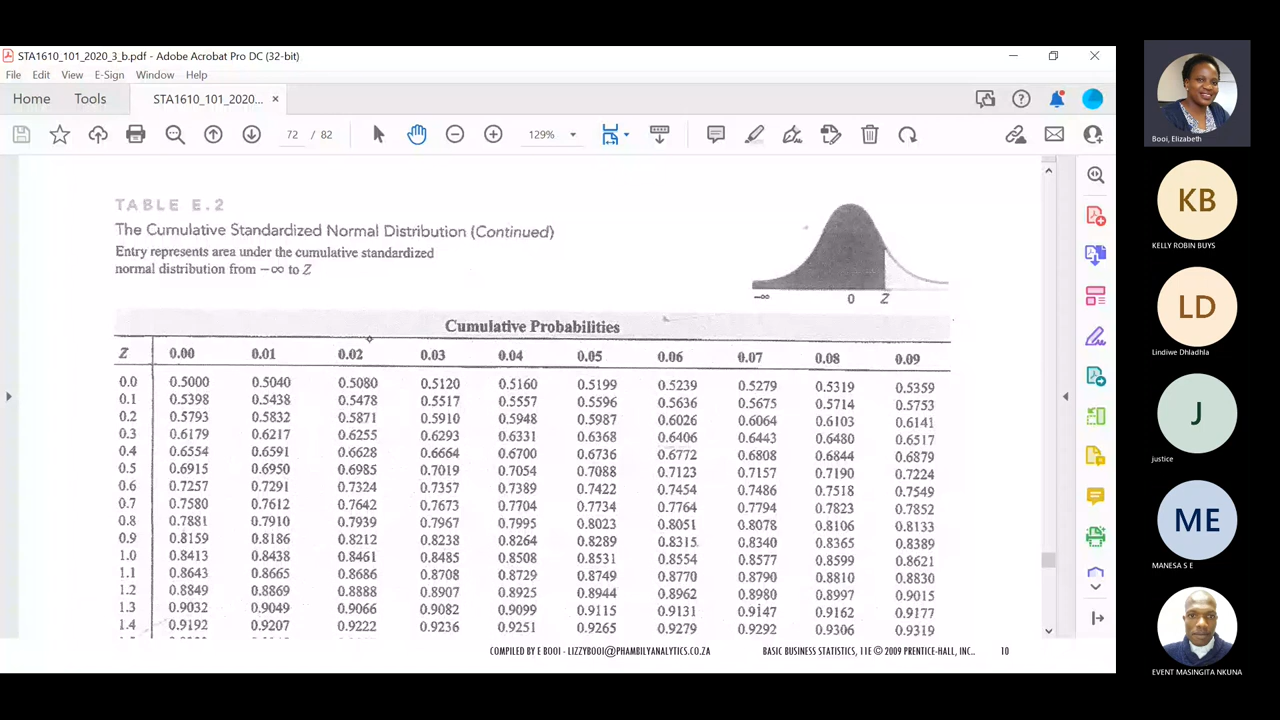 STA1610_101_2020_3_b.pdf - Adobe Acrobat Pro DC (32-bit)
File Edit View E-Sign Window Help
Home Tools STA1610_101_2020... ×
72 / 82 129%
TABLE E.2
The Cumulative Standardized Normal Distribution (Continued)
Entry represents area under the cumulative standardized
normal distribution from −∞ to Z
−∞ 0 Z
Cumulative Probabilities
Z 0.00 0.01 0.02 0.03 0.04 0.05 0.06 0.07 0.08 0.09
0.0 0.5000 0.5040 0.5080 0.5120 0.5160 0.5199 0.5239 0.5279 0.5319 0.5359
0.1 0.5398 0.5438 0.5478 0.5517 0.5557 0.5596 0.5636 0.5675 0.5714 0.5753
0.2 0.5793 0.5832 0.5871 0.5910 0.5948 0.5987 0.6026 0.6064 0.6103 0.6141
0.3 0.6179 0.6217 0.6255 0.6293 0.6331 0.6368 0.6406 0.6443 0.6480 0.6517
0.4 0.6554 0.6591 0.6628 0.6664 0.6700 0.6736 0.6772 0.6808 0.6844 0.6879
0.5 0.6915 0.6950 0.6985 0.7019 0.7054 0.7088 0.7123 0.7157 0.7190 0.7224
0.6 0.7257 0.7291 0.7324 0.7357 0.7389 0.7422 0.7454 0.7486 0.7518 0.7549
0.7 0.7580 0.7612 0.7642 0.7673 0.7704 0.7734 0.7764 0.7794 0.7823 0.7852
0.8 0.7881 0.7910 0.7939 0.7967 0.7995 0.8023 0.8051 0.8078 0.8106 0.8133
0.9 0.8159 0.8186 0.8212 0.8238 0.8264 0.8289 0.8315 0.8340 0.8365 0.8389
1.0 0.8413 0.8438 0.8461 0.8485 0.8508 0.8531 0.8554 0.8577 0.8599 0.8621
1.1 0.8643 0.8665 0.8686 0.8708 0.8729 0.8749 0.8770 0.8790 0.8810 0.8830
1.2 0.8849 0.8869 0.8888 0.8907 0.8925 0.8944 0.8962 0.8980 0.8997 0.9015
1.3 0.9032 0.9049 0.9066 0.9082 0.9099 0.9115 0.9131 0.9147 0.9162 0.9177
1.4 0.9192 0.9207 0.9222 0.9236 0.9251 0.9265 0.9279 0.9292 0.9306 0.9319
COMPILED BY E BOOI - LIZZYBOOI@PHAMBILYANALYTICS.CO.ZA BASIC BUSINESS STATISTICS, 11E © 2009 PRENTICE-HALL, INC.. 10
Booi, Elizabeth
KB
KELLY ROBIN BUYS
LD
Lindiwe Dhladhla
J
justice
ME
MANESA S E
EVENT MASINGITA NKUNA